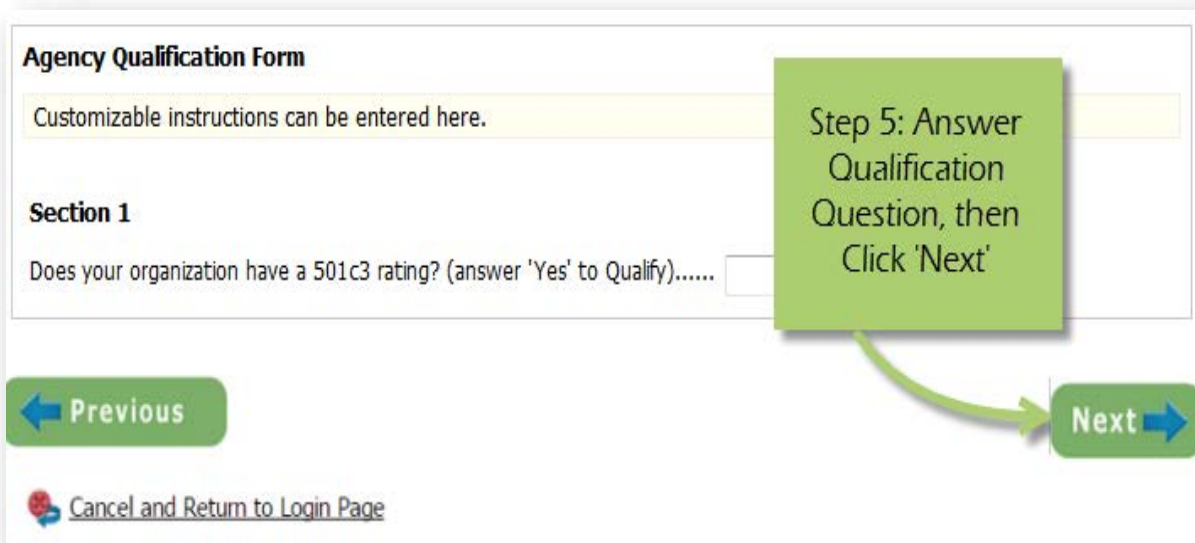 Agency Qualification Form
Customizable instructions can be entered here.
Step 5: Answer
Qualification
Question, then
Click 'Next'
Section 1
Does your organization have a 501c3 rating? (answer 'Yes' to Qualify)......
Previous
Next
Cancel and Return to Login Page